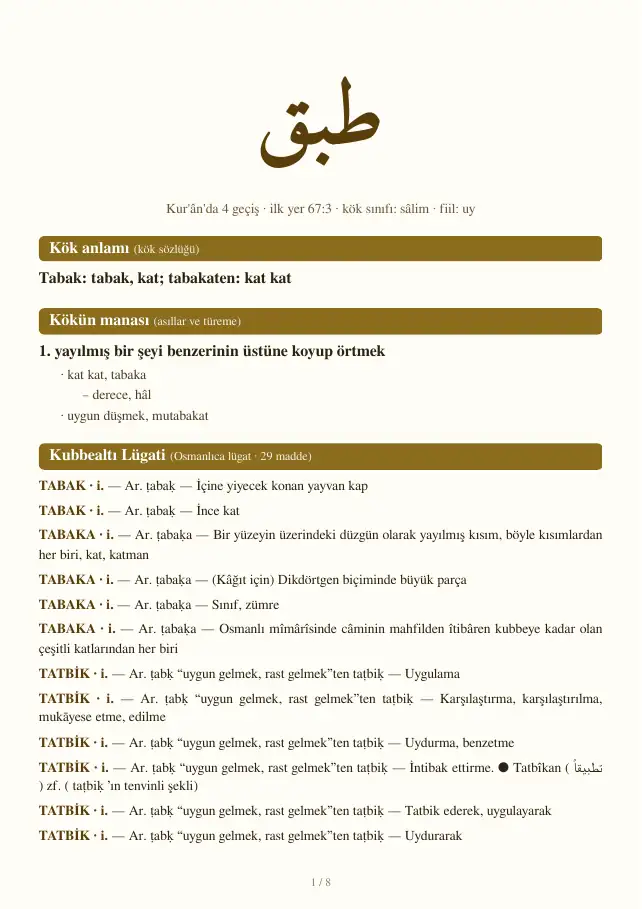 طبق
Kur'ân'da 4 geçiş · ilk yer 67:3 · kök sınıfı: sâlim · fiil: uy
Kök anlamı (kök sözlüğü)
Tabak: tabak, kat; tabakaten: kat kat
Kökün manası (asıllar ve türeme)
1. yayılmış bir şeyi benzerinin üstüne koyup örtmek
· kat kat, tabaka
– derece, hâl
· uygun düşmek, mutabakat
Kubbealtı Lügati (Osmanlıca lügat · 29 madde)
TABAK · i. — Ar. ṭabaḳ — İçine yiyecek konan yayvan kap
TABAK · i. — Ar. ṭabaḳ — İnce kat
TABAKA · i. — Ar. ṭabaḳa — Bir yüzeyin üzerindeki düzgün olarak yayılmış kısım, böyle kısımlardan
her biri, kat, katman
TABAKA · i. — Ar. ṭabaḳa — (Kâğıt için) Dikdörtgen biçiminde büyük parça
TABAKA · i. — Ar. ṭabaḳa — Sınıf, zümre
TABAKA · i. — Ar. ṭabaḳa — Osmanlı mîmârîsinde câminin mahfilden îtibâren kubbeye kadar olan
çeşitli katlarından her biri
TATBİK · i. — Ar. ṭabḳ “uygun gelmek, rast gelmek”ten taṭbiḳ — Uygulama
TATBİK · i. — Ar. ṭabḳ “uygun gelmek, rast gelmek”ten taṭbiḳ — Karşılaştırma, karşılaştırılma,
mukāyese etme, edilme
TATBİK · i. — Ar. ṭabḳ “uygun gelmek, rast gelmek”ten taṭbiḳ — Uydurma, benzetme
TATBİK · i. — Ar. ṭabḳ “uygun gelmek, rast gelmek”ten taṭbiḳ — İntibak ettirme. ● Tatbîkan ( تطبيقاً
) zf. ( taṭbiḳ ’ın tenvinli şekli)
TATBİK · i. — Ar. ṭabḳ “uygun gelmek, rast gelmek”ten taṭbiḳ — Tatbik ederek, uygulayarak
TATBİK · i. — Ar. ṭabḳ “uygun gelmek, rast gelmek”ten taṭbiḳ — Uydurarak
1 / 8